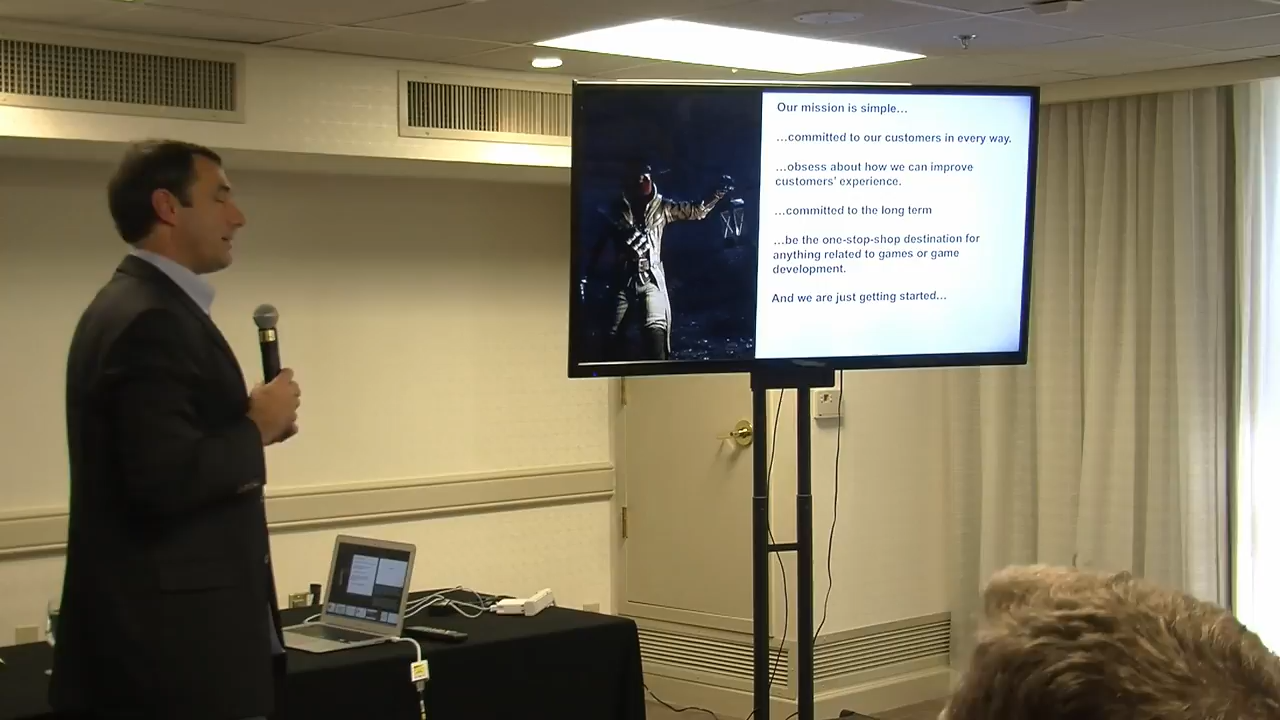 Our mission is simple…
…committed to our customers in every way.
…obsess about how we can improve
customers' experience.
…committed to the long term
…be the one-stop-shop destination for
anything related to games or game
development.
And we are just getting started…